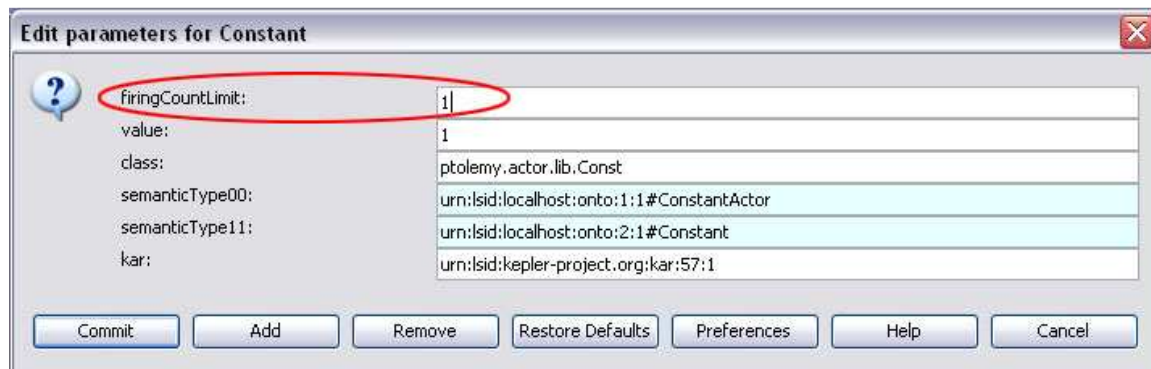 Edit parameters for Constant
?
firingCountLimit: 1
value: 1
class: ptolemy.actor.lib.Const
semanticType00: urn:lsid:localhost:onto:1:1#ConstantActor
semanticType11: urn:lsid:localhost:onto:2:1#Constant
kar: urn:lsid:kepler-project.org:kar:57:1
Commit Add Remove Restore Defaults Preferences Help Cancel